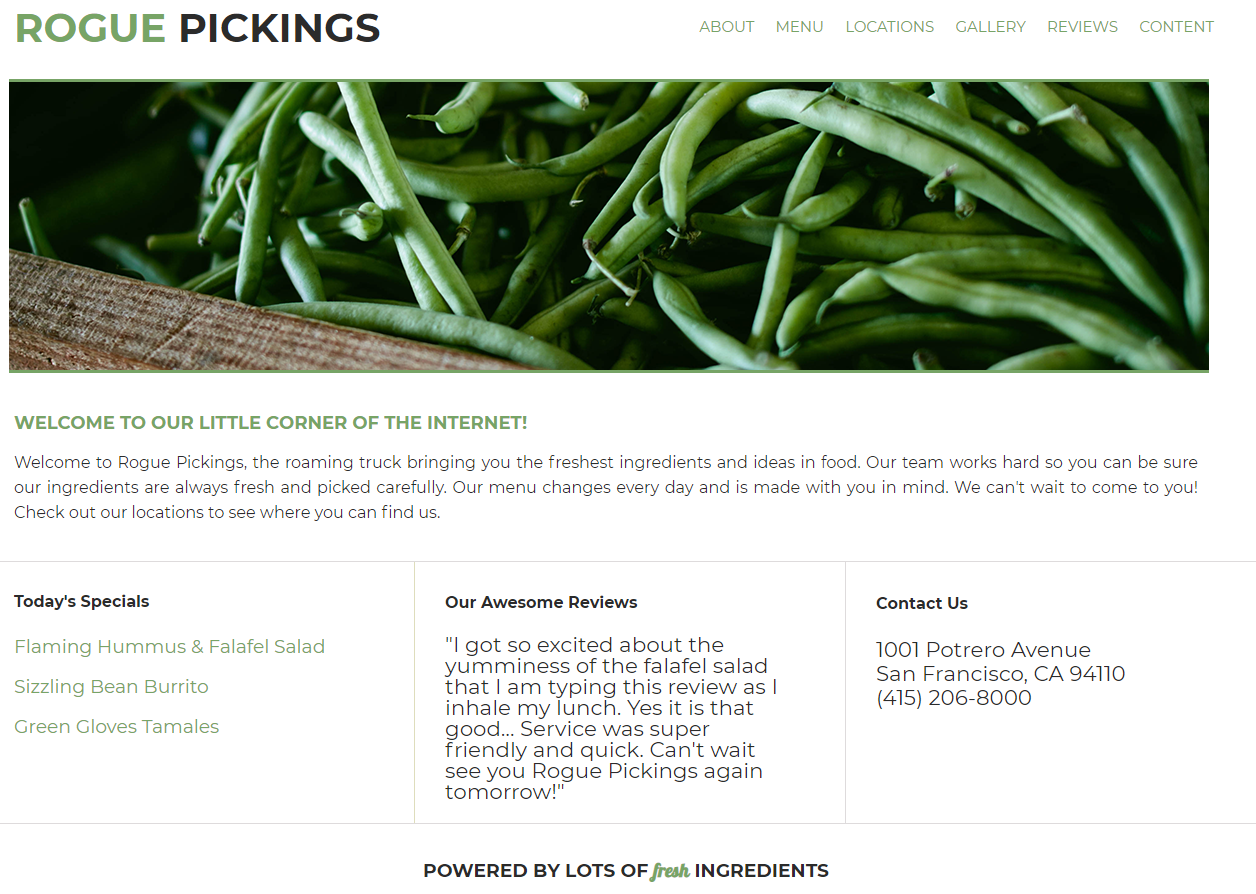 ROGUE PICKINGS
ABOUT MENU LOCATIONS GALLERY REVIEWS CONTENT
WELCOME TO OUR LITTLE CORNER OF THE INTERNET!
Welcome to Rogue Pickings, the roaming truck bringing you the freshest ingredients and ideas in food. Our team works hard so you can be sure
our ingredients are always fresh and picked carefully. Our menu changes every day and is made with you in mind. We can't wait to come to you!
Check out our locations to see where you can find us.
Today's Specials
Flaming Hummus & Falafel Salad
Sizzling Bean Burrito
Green Gloves Tamales
Our Awesome Reviews
"I got so excited about the
yumminess of the falafel salad
that I am typing this review as I
inhale my lunch. Yes it is that
good... Service was super
friendly and quick. Can't wait
see you Rogue Pickings again
tomorrow!"
Contact Us
1001 Potrero Avenue
San Francisco, CA 94110
(415) 206-8000
POWERED BY LOTS OF fresh INGREDIENTS